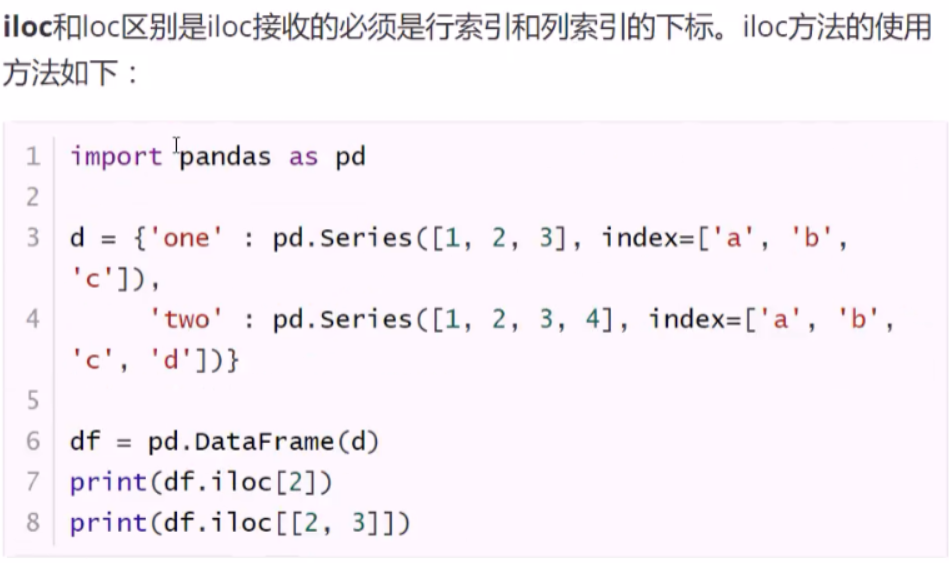 iloc和loc区别是iloc接收的必须是行索引和列索引的下标。iloc方法的使用
方法如下：
1 import pandas as pd
2
3 d = {'one' : pd.Series([1, 2, 3], index=['a', 'b',
'c']),
4      'two' : pd.Series([1, 2, 3, 4], index=['a', 'b',
'c', 'd'])}
5
6 df = pd.DataFrame(d)
7 print(df.iloc[2])
8 print(df.iloc[[2, 3]])